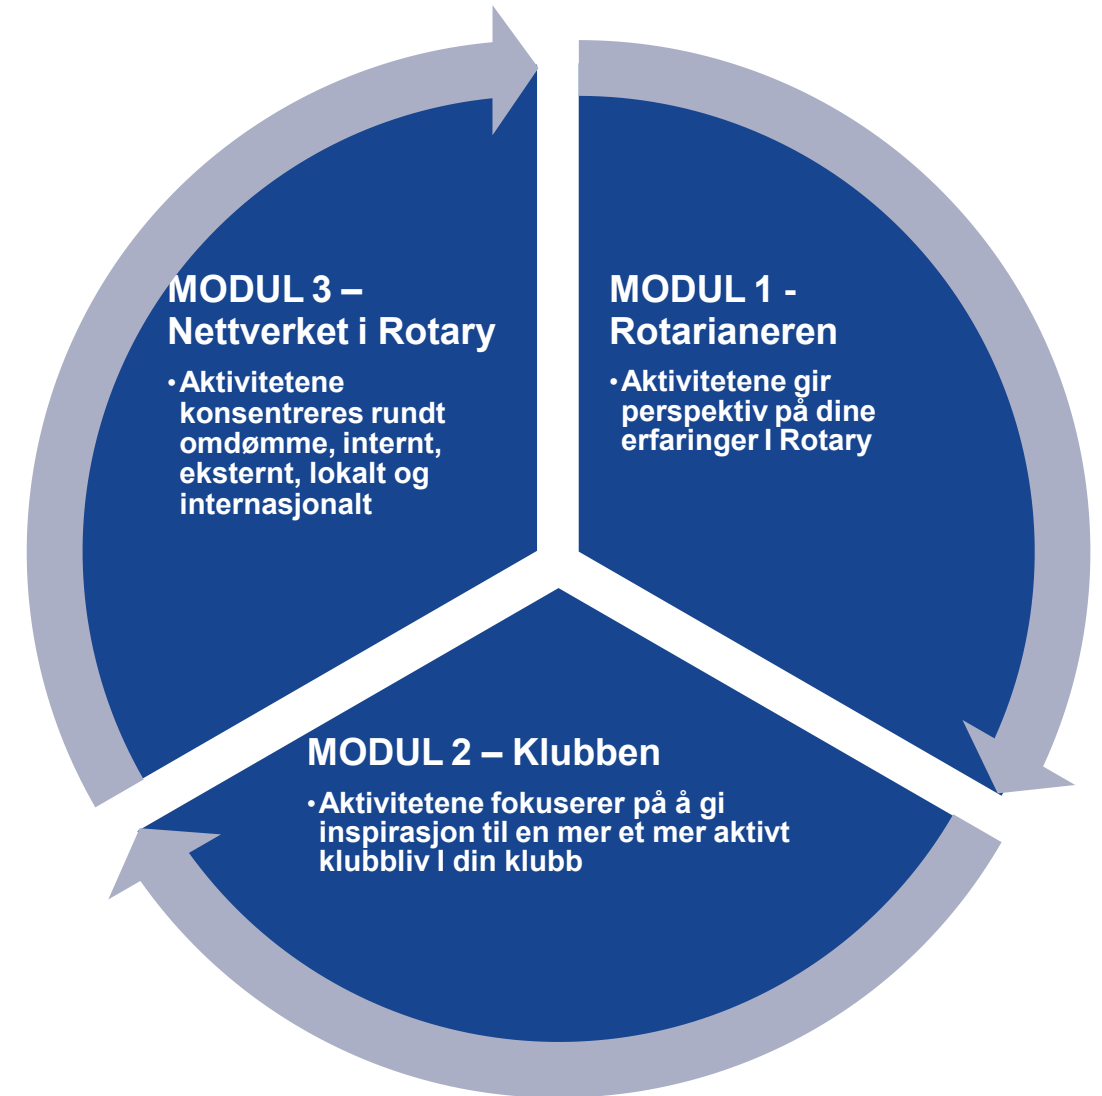 MODUL 1 -
Rotarianeren
•Aktivitetene gir
perspektiv på dine
erfaringer I Rotary
MODUL 2 – Klubben
•Aktivitetene fokuserer på å gi
inspirasjon til en mer et mer aktivt
klubbliv I din klubb
MODUL 3 –
Nettverket i Rotary
•Aktivitetene
konsentreres rundt
omdømme, internt,
eksternt, lokalt og
internasjonalt